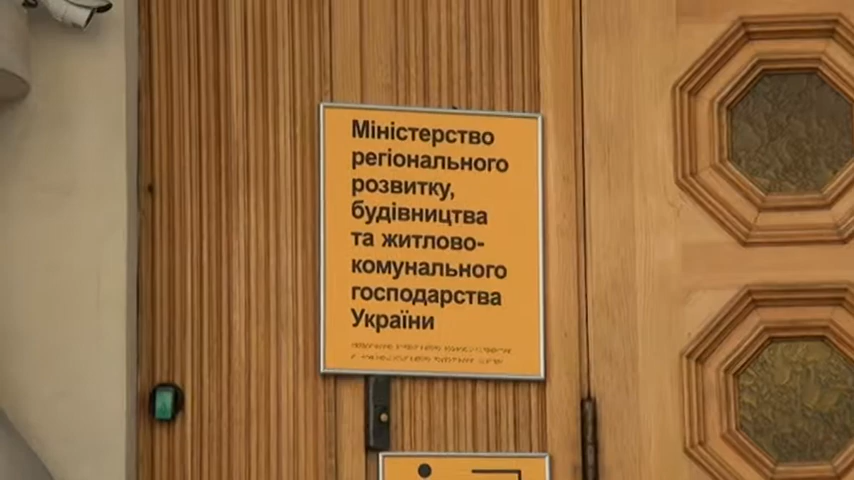 Міністерство
регіонального
розвитку,
будівництва
та житлово-
комунального
господарства
України